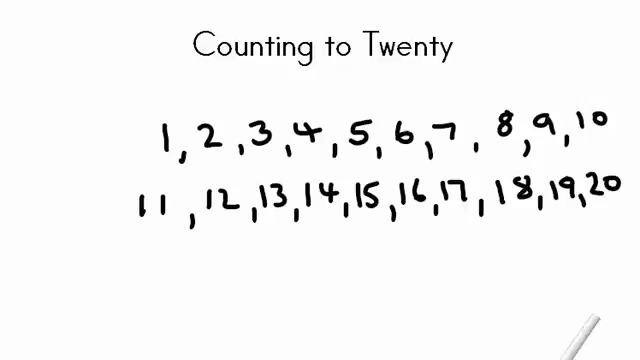 Counting to Twenty
1, 2, 3, 4, 5, 6, 7, 8, 9, 10
11, 12, 13, 14, 15, 16, 17, 18, 19, 20